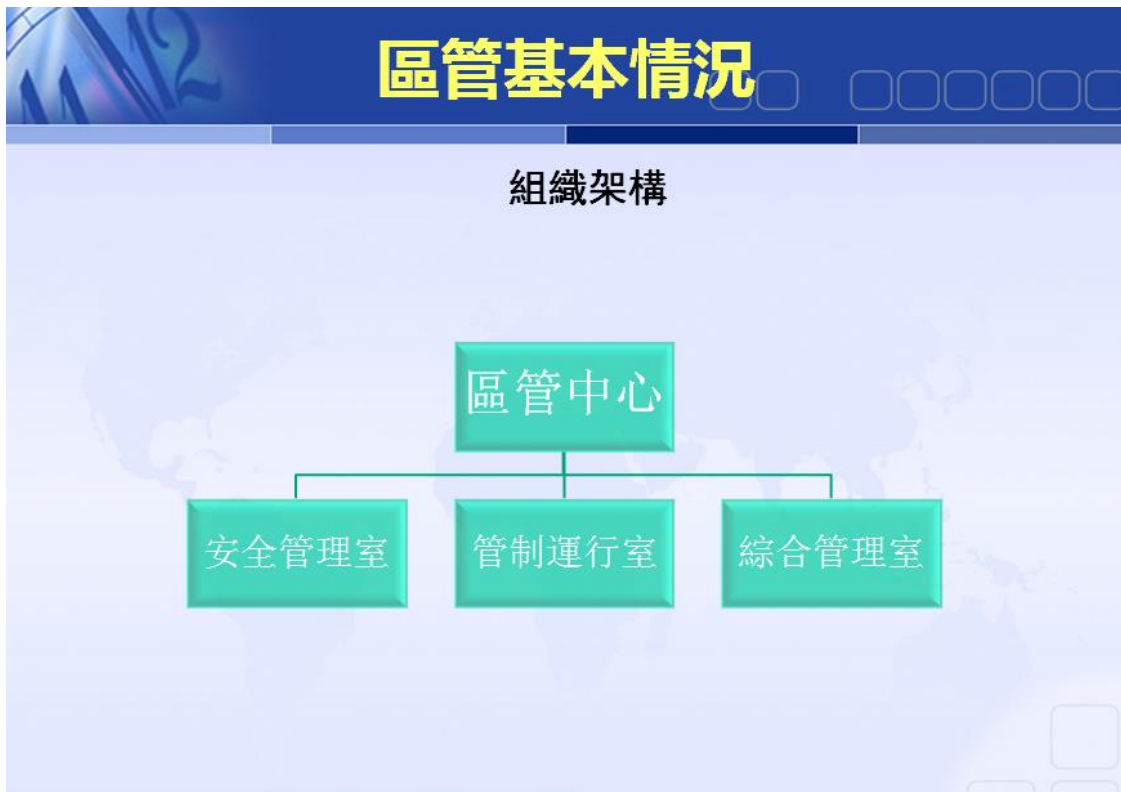 區管基本情況
組織架構
區管中心
安全管理室
管制運行室
綜合管理室